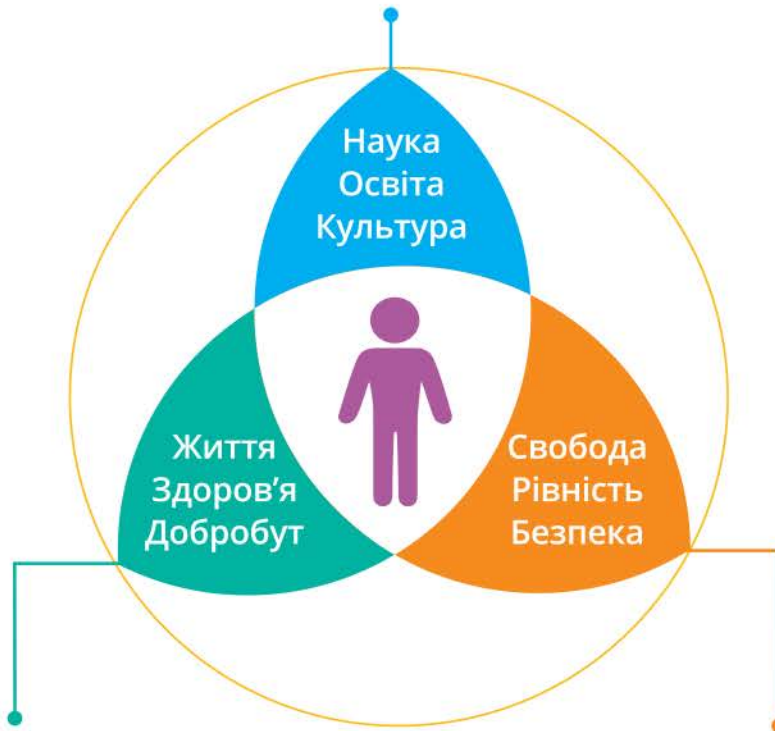 Наука
Освіта
Культура
Життя
Здоров’я
Добробут
Свобода
Рівність
Безпека